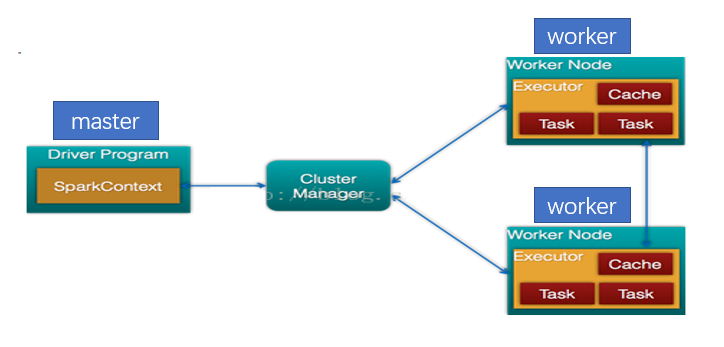 master
Driver Program
SparkContext
Cluster
Manager
worker
Worker Node
Executor
Cache
Task Task
worker
Worker Node
Executor
Cache
Task Task